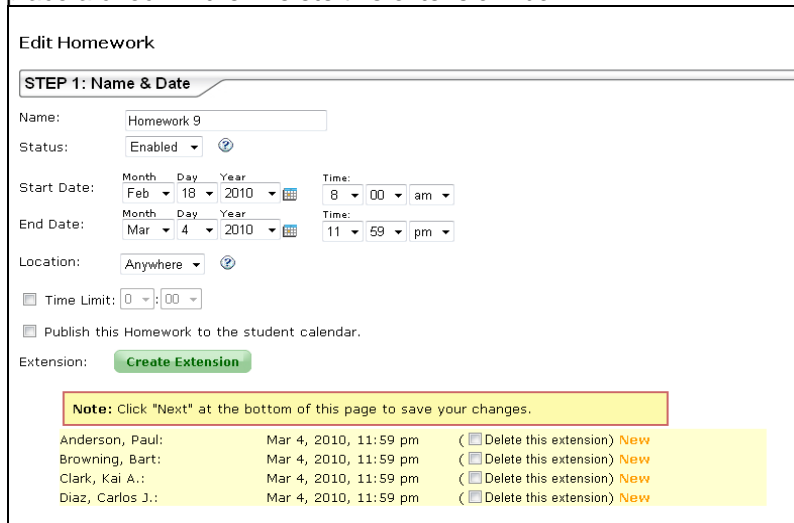 Edit Homework
STEP 1: Name & Date
Name: Homework 9
Status: Enabled
Month Day Year Time:
Start Date: Feb 18 2010 8 00 am
Month Day Year Time:
End Date: Mar 4 2010 11 59 pm
Location: Anywhere
Time Limit: 0 : 00
Publish this Homework to the student calendar.
Extension: Create Extension
Note: Click "Next" at the bottom of this page to save your changes.
Anderson, Paul: Mar 4, 2010, 11:59 pm ( Delete this extension) New
Browning, Bart: Mar 4, 2010, 11:59 pm ( Delete this extension) New
Clark, Kai A.: Mar 4, 2010, 11:59 pm ( Delete this extension) New
Diaz, Carlos J.: Mar 4, 2010, 11:59 pm ( Delete this extension) New